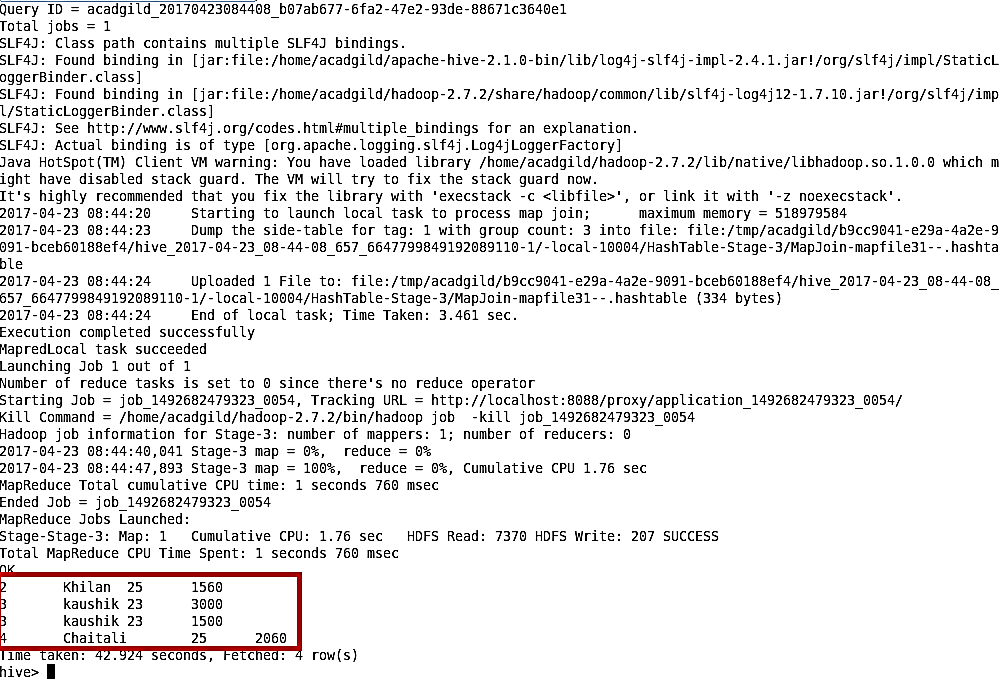 Query ID = acadgild_20170423084408_b07ab677-6fa2-47e2-93de-88671c3640e1
Total jobs = 1
SLF4J: Class path contains multiple SLF4J bindings.
SLF4J: Found binding in [jar:file:/home/acadgild/apache-hive-2.1.0-bin/lib/log4j-slf4j-impl-2.4.1.jar!/org/slf4j/impl/StaticL
oggerBinder.class]
SLF4J: Found binding in [jar:file:/home/acadgild/hadoop-2.7.2/share/hadoop/common/lib/slf4j-log4j12-1.7.10.jar!/org/slf4j/imp
l/StaticLoggerBinder.class]
SLF4J: See http://www.slf4j.org/codes.html#multiple_bindings for an explanation.
SLF4J: Actual binding is of type [org.apache.logging.slf4j.Log4jLoggerFactory]
Java HotSpot(TM) Client VM warning: You have loaded library /home/acadgild/hadoop-2.7.2/lib/native/libhadoop.so.1.0.0 which m
ight have disabled stack guard. The VM will try to fix the stack guard now.
It's highly recommended that you fix the library with 'execstack -c <libfile>', or link it with '-z noexecstack'.
2017-04-23 08:44:20     Starting to launch local task to process map join;      maximum memory = 518979584
2017-04-23 08:44:23     Dump the side-table for tag: 1 with group count: 3 into file: file:/tmp/acadgild/b9cc9041-e29a-4a2e-9
091-bceb60188ef4/hive_2017-04-23_08-44-08_657_6647799849192089110-1/-local-10004/HashTable-Stage-3/MapJoin-mapfile31--.hashta
ble
2017-04-23 08:44:24     Uploaded 1 File to: file:/tmp/acadgild/b9cc9041-e29a-4a2e-9091-bceb60188ef4/hive_2017-04-23_08-44-08_
657_6647799849192089110-1/-local-10004/HashTable-Stage-3/MapJoin-mapfile31--.hashtable (334 bytes)
2017-04-23 08:44:24     End of local task; Time Taken: 3.461 sec.
Execution completed successfully
MapredLocal task succeeded
Launching Job 1 out of 1
Number of reduce tasks is set to 0 since there's no reduce operator
Starting Job = job_1492682479323_0054, Tracking URL = http://localhost:8088/proxy/application_1492682479323_0054/
Kill Command = /home/acadgild/hadoop-2.7.2/bin/hadoop job  -kill job_1492682479323_0054
Hadoop job information for Stage-3: number of mappers: 1; number of reducers: 0
2017-04-23 08:44:40,041 Stage-3 map = 0%,  reduce = 0%
2017-04-23 08:44:47,893 Stage-3 map = 100%,  reduce = 0%, Cumulative CPU 1.76 sec
MapReduce Total cumulative CPU time: 1 seconds 760 msec
Ended Job = job_1492682479323_0054
MapReduce Jobs Launched:
Stage-Stage-3: Map: 1   Cumulative CPU: 1.76 sec   HDFS Read: 7370 HDFS Write: 207 SUCCESS
Total MapReduce CPU Time Spent: 1 seconds 760 msec
OK
2       Khilan  25      1560
3       kaushik 23      3000
3       kaushik 23      1500
4       Chaitali        25      2060
Time taken: 42.924 seconds, Fetched: 4 row(s)
hive>